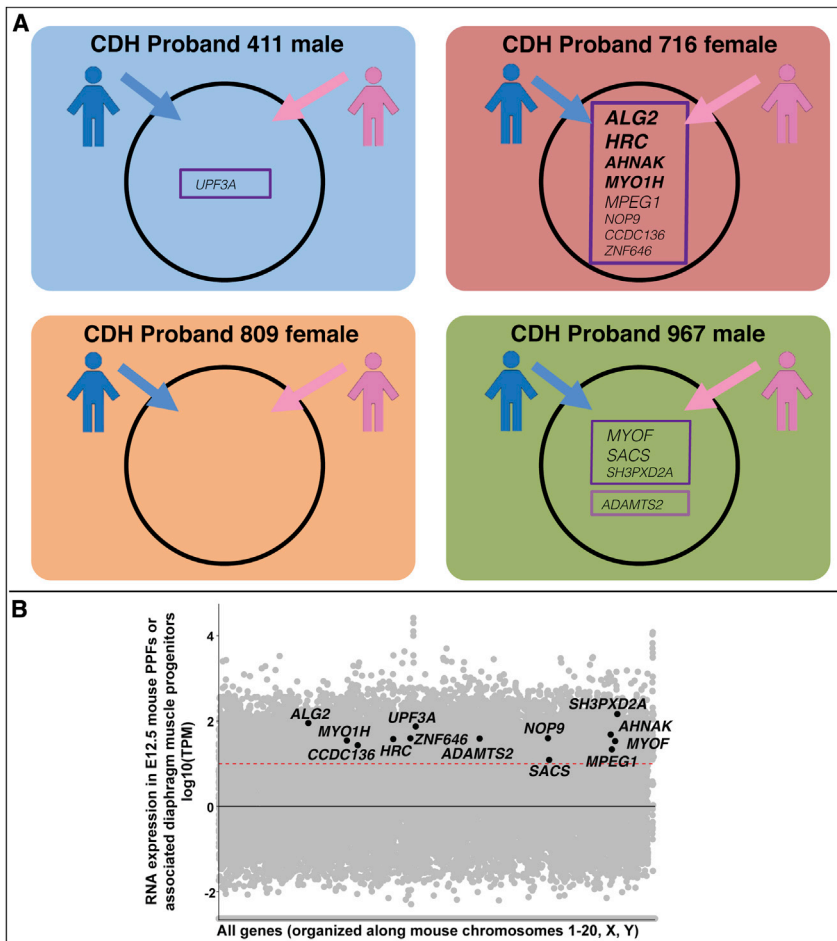 A
CDH Proband 411 male
UPF3A
CDH Proband 716 female
ALG2
HRC
AHNAK
MYO1H
MPEG1
NOP9
CCDC136
ZNF646
CDH Proband 809 female
CDH Proband 967 male
MYOF
SACS
SH3PXD2A
ADAMTS2
B
RNA expression in E12.5 mouse PPFs or
associated diaphragm muscle progenitors
log10(TPM)
4
2
0
-2
ALG2
MYO1H
CCDC136
HRC
UPF3A
ZNF646
ADAMTS2
NOP9
SACS
SH3PXD2A
AHNAK
MYOF
MPEG1
All genes (organized along mouse chromosomes 1-20, X, Y)